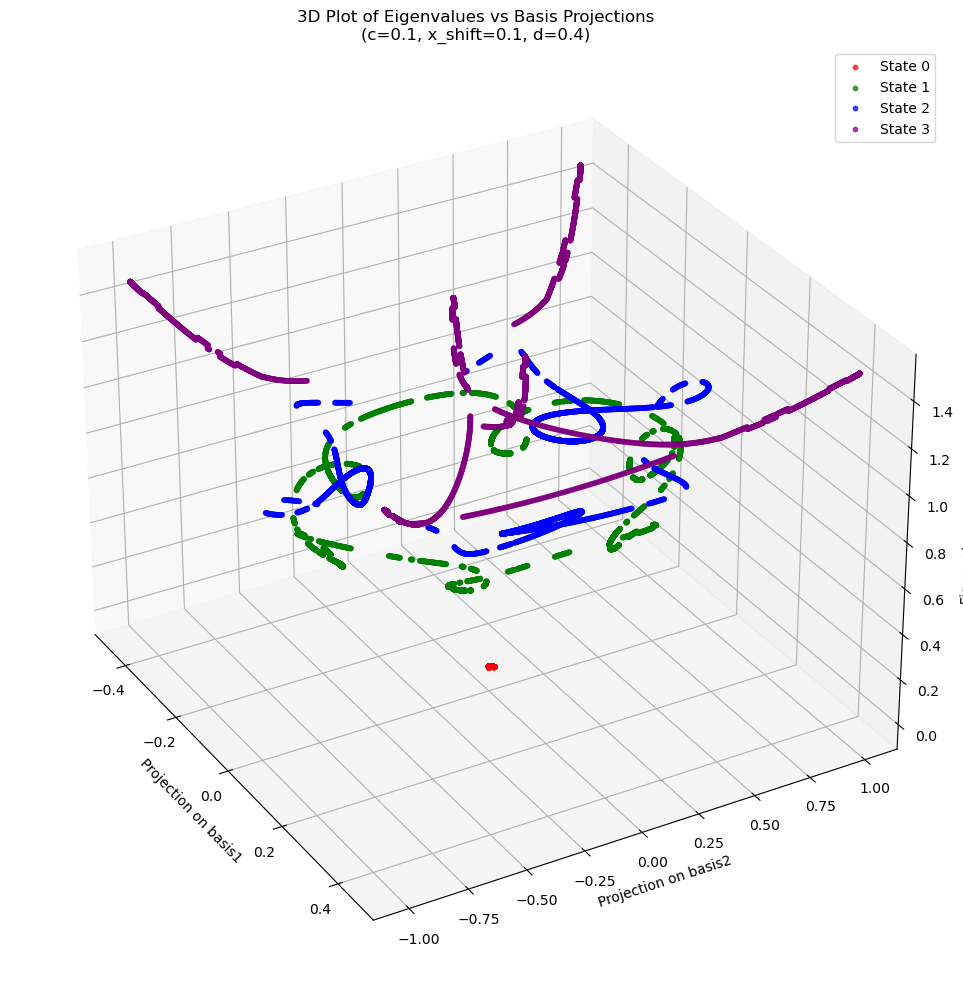 3D Plot of Eigenvalues vs Basis Projections
(c=0.1, x_shift=0.1, d=0.4)
State 0
State 1
State 2
State 3
1.4
1.2
1.0
0.8
0.6
0.4
0.2
0.0
−0.4
−0.2
0.0
0.2
0.4
Projection on basis1
−1.00
−0.75
−0.50
−0.25
0.00
0.25
0.50
0.75
1.00
Projection on basis2